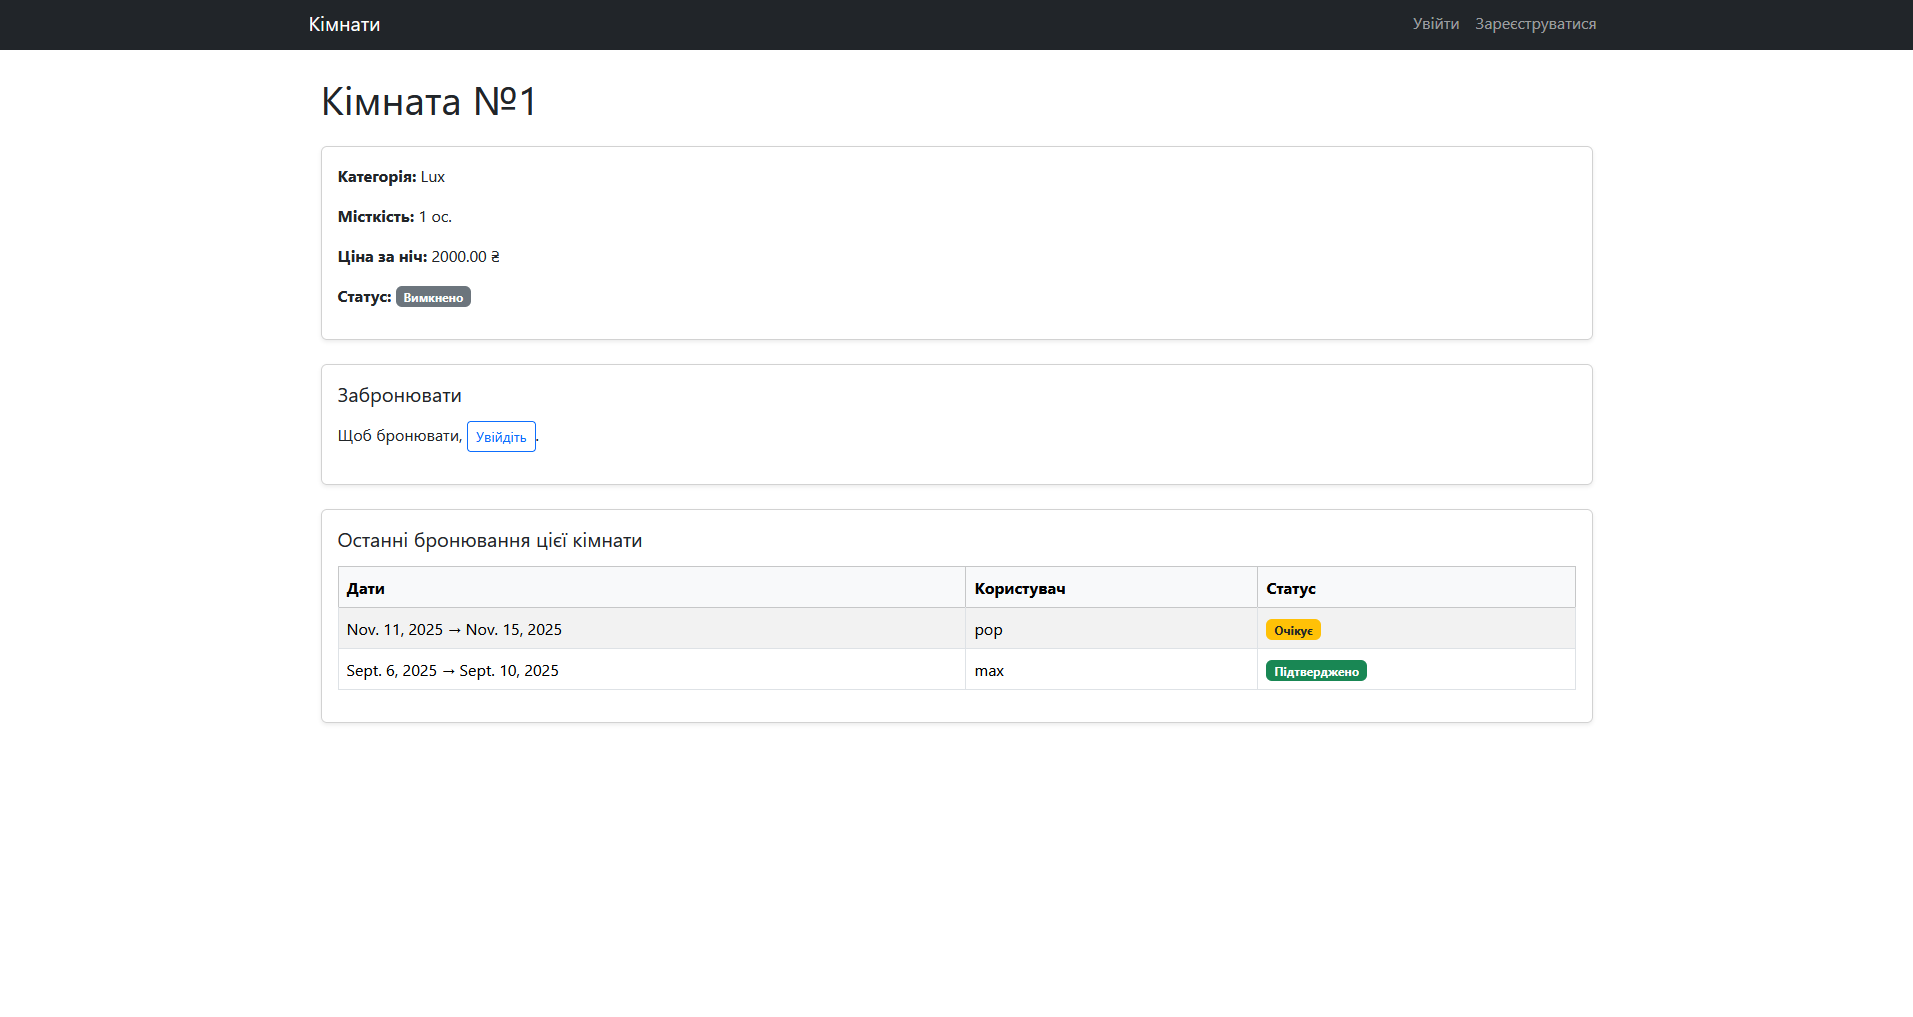 Кімнати Увійти Зареєструватися
Кімната №1
Категорія: Lux
Місткість: 1 ос.
Ціна за ніч: 2000.00 ₴
Статус: Вимкнено
Забронювати
Щоб бронювати, Увійдіть.
Останні бронювання цієї кімнати
Дати Користувач Статус
Nov. 11, 2025 → Nov. 15, 2025 pop Очікує
Sept. 6, 2025 → Sept. 10, 2025 max Підтверджено